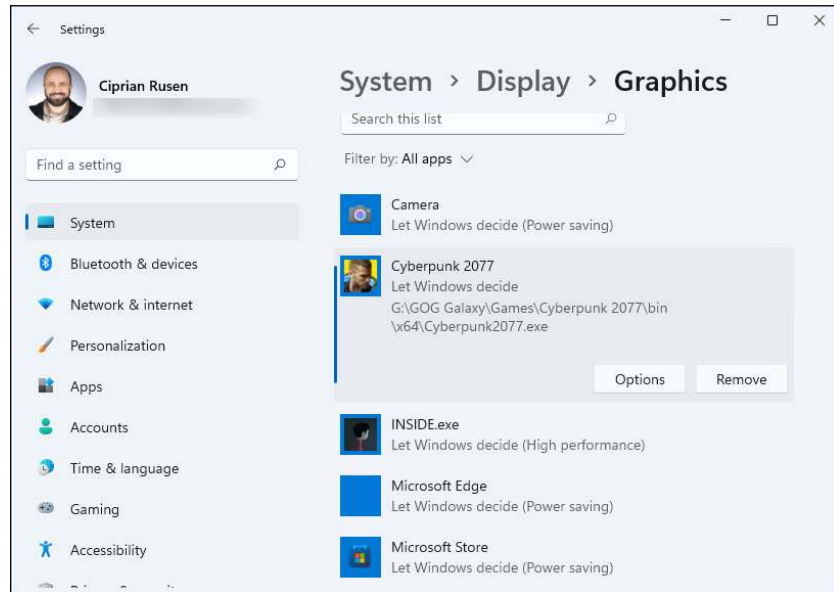 Settings
Ciprian Rusen
Find a setting
System
Bluetooth & devices
Network & internet
Personalization
Apps
Accounts
Time & language
Gaming
Accessibility
System > Display > Graphics
Search this list
Filter by: All apps
Camera
Let Windows decide (Power saving)
Cyberpunk 2077
Let Windows decide
G:\GOG Galaxy\Games\Cyberpunk 2077\bin
\x64\Cyberpunk2077.exe
Options Remove
INSIDE.exe
Let Windows decide (High performance)
Microsoft Edge
Let Windows decide (Power saving)
Microsoft Store
Let Windows decide (Power saving)